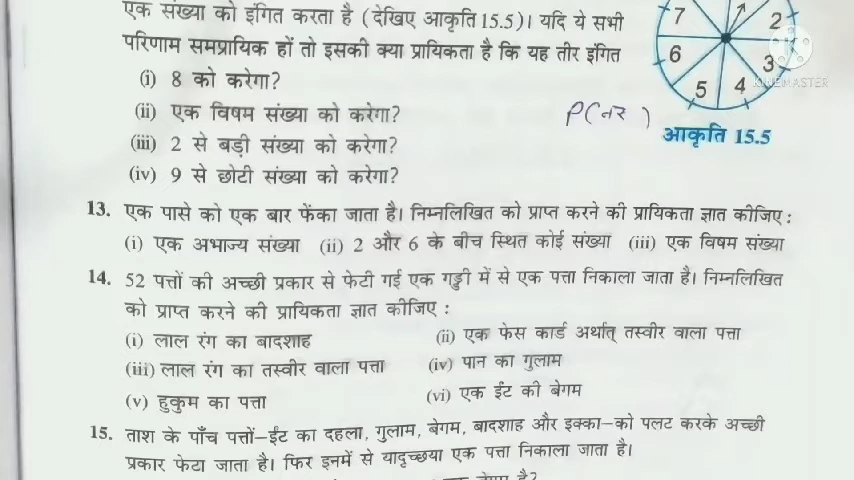 एक संख्या को इंगित करता है (देखिए आकृति 15.5)। यदि ये सभी
परिणाम समप्रायिक हों तो इसकी क्या प्रायिकता है कि यह तीर इंगित
(i) 8 को करेगा?
(ii) एक विषम संख्या को करेगा?
(iii) 2 से बड़ी संख्या को करेगा?
(iv) 9 से छोटी संख्या को करेगा?
7
2
6
3
5
4
KINEMASTER
आकृति 15.5
13. एक पासे को एक बार फेंका जाता है। निम्नलिखित को प्राप्त करने की प्रायिकता ज्ञात कीजिए :
(i) एक अभाज्य संख्या (ii) 2 और 6 के बीच स्थित कोई संख्या (iii) एक विषम संख्या
14. 52 पत्तों की अच्छी प्रकार से फेटी गई एक गड्डी में से एक पत्ता निकाला जाता है। निम्नलिखित
को प्राप्त करने की प्रायिकता ज्ञात कीजिए :
(i) लाल रंग का बादशाह (ii) एक फेस कार्ड अर्थात् तस्वीर वाला पत्ता
(iii) लाल रंग का तस्वीर वाला पत्ता (iv) पान का गुलाम
(v) हुकुम का पत्ता (vi) एक ईंट की बेगम
15. ताश के पाँच पत्तों–ईंट का दहला, गुलाम, बेगम, बादशाह और इक्का–को पलट करके अच्छी
प्रकार फेटा जाता है। फिर इनमें से यादृच्छया एक पत्ता निकाला जाता है।